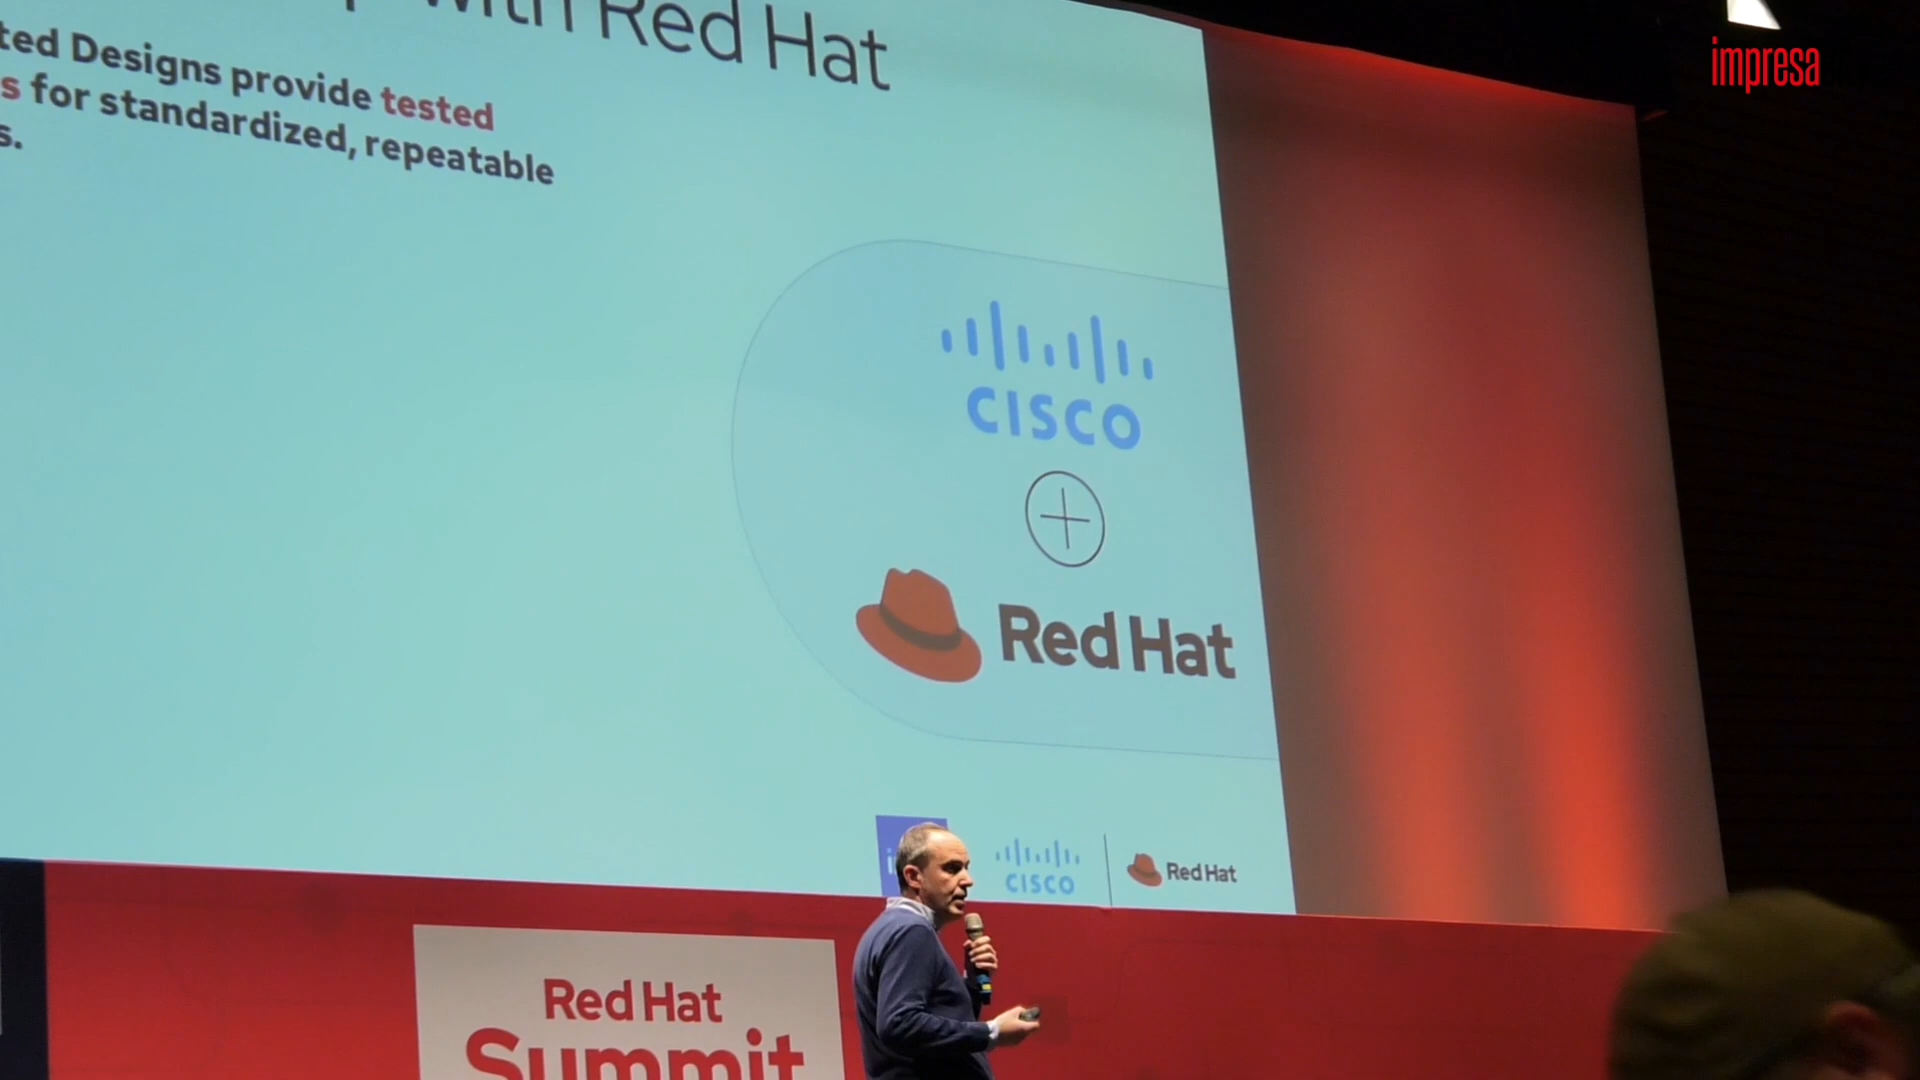 with Red Hat
ted Designs provide tested
s for standardized, repeatable
s.
impresa
CISCO
Red Hat
CISCO
Red Hat
Red Hat
Summit